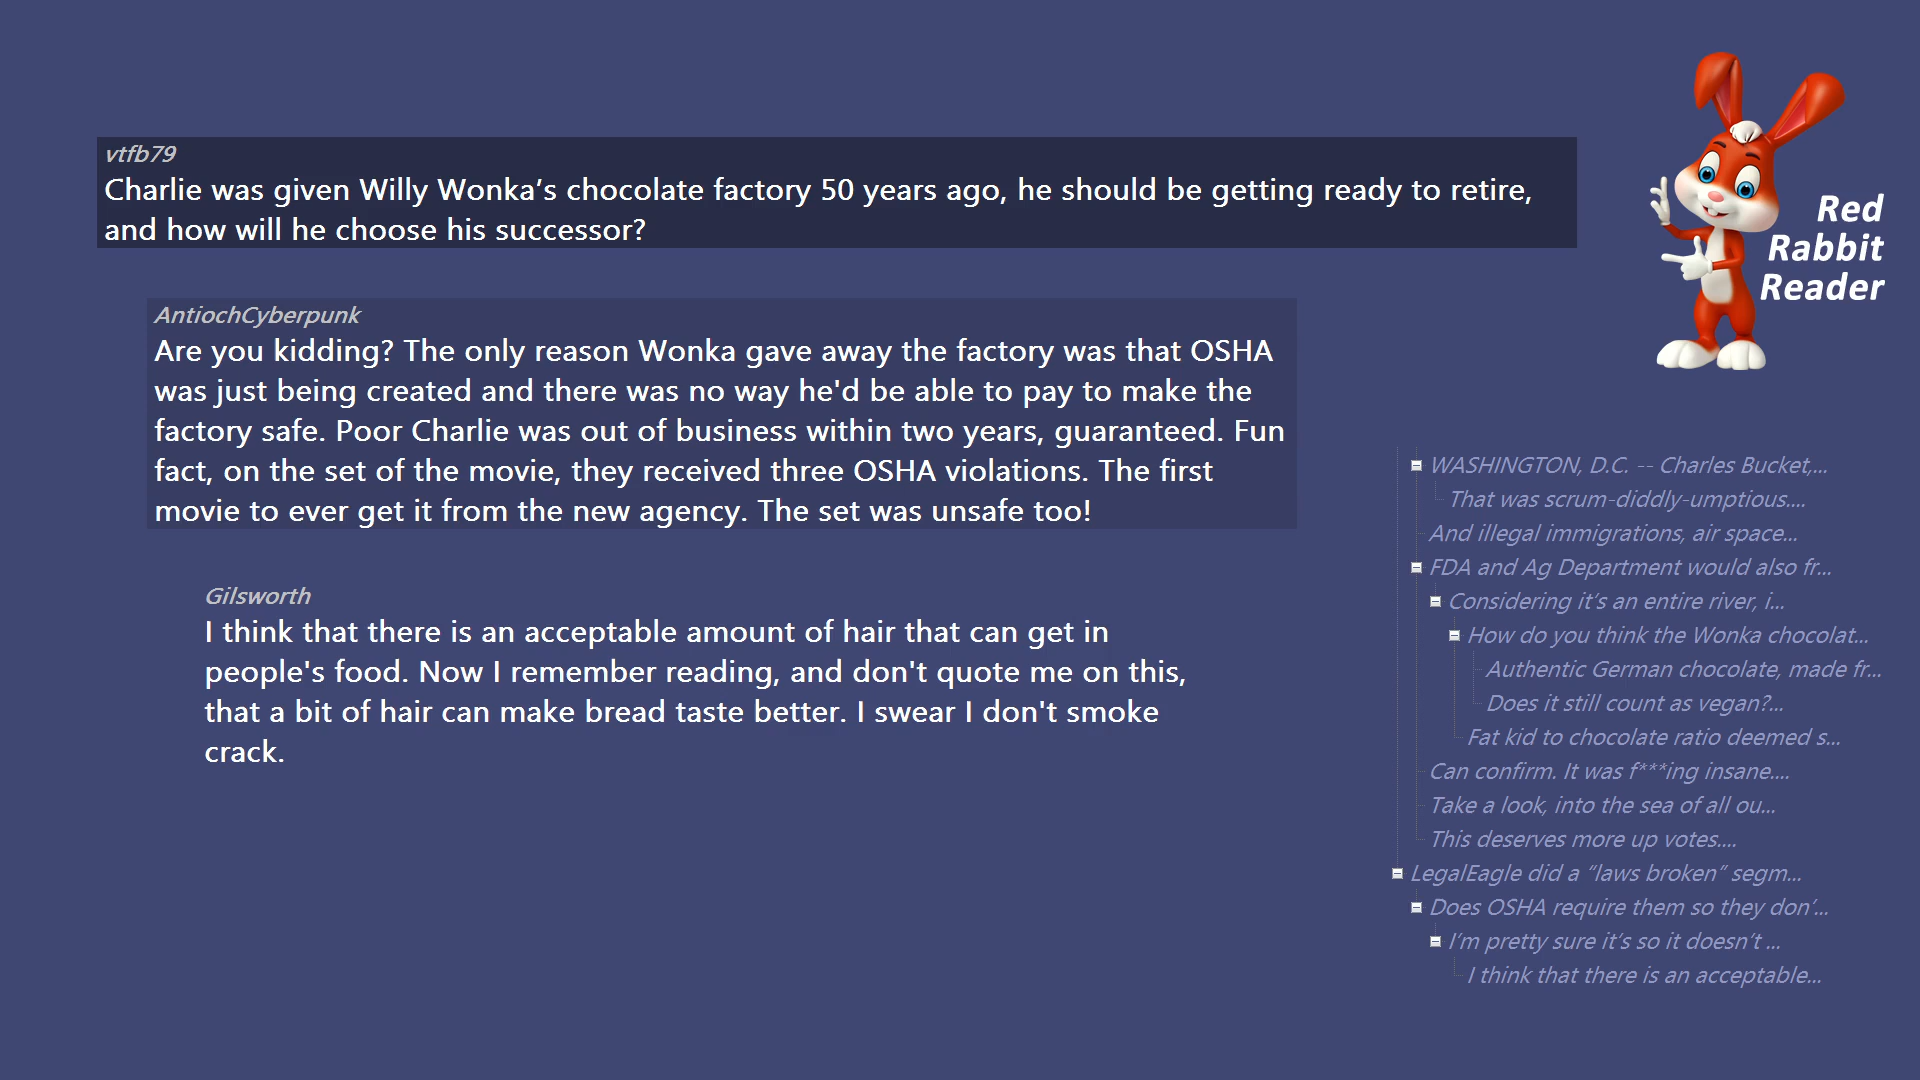 vtfb79
Charlie was given Willy Wonka’s chocolate factory 50 years ago, he should be getting ready to retire,
and how will he choose his successor?
AntiochCyberpunk
Are you kidding? The only reason Wonka gave away the factory was that OSHA
was just being created and there was no way he'd be able to pay to make the
factory safe. Poor Charlie was out of business within two years, guaranteed. Fun
fact, on the set of the movie, they received three OSHA violations. The first
movie to ever get it from the new agency. The set was unsafe too!
Gilsworth
I think that there is an acceptable amount of hair that can get in
people's food. Now I remember reading, and don't quote me on this,
that a bit of hair can make bread taste better. I swear I don't smoke
crack.
Red
Rabbit
Reader
WASHINGTON, D.C. -- Charles Bucket,...
That was scrum-diddly-umptious....
And illegal immigrations, air space...
FDA and Ag Department would also fr...
Considering it’s an entire river, i...
How do you think the Wonka chocolat...
Authentic German chocolate, made fr...
Does it still count as vegan?...
Fat kid to chocolate ratio deemed s...
Can confirm. It was f***ing insane....
Take a look, into the sea of all ou...
This deserves more up votes....
LegalEagle did a “laws broken” segm...
Does OSHA require them so they don’...
I’m pretty sure it’s so it doesn’t ...
I think that there is an acceptable...